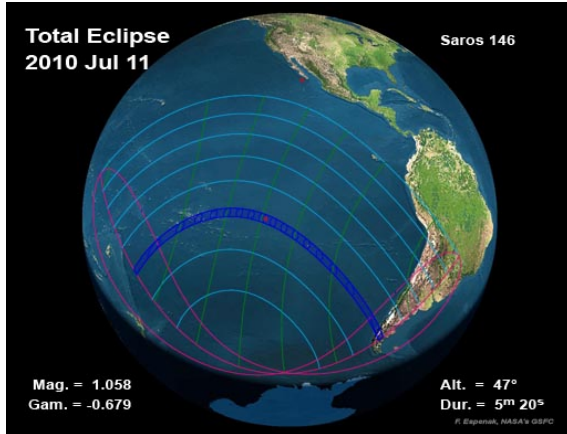 Total Eclipse
2010 Jul 11
Saros 146
Mag. = 1.058
Gam. = -0.679
Alt. = 47°
Dur. = 5ᵐ 20ˢ
F. Espenak, NASA's GSFC